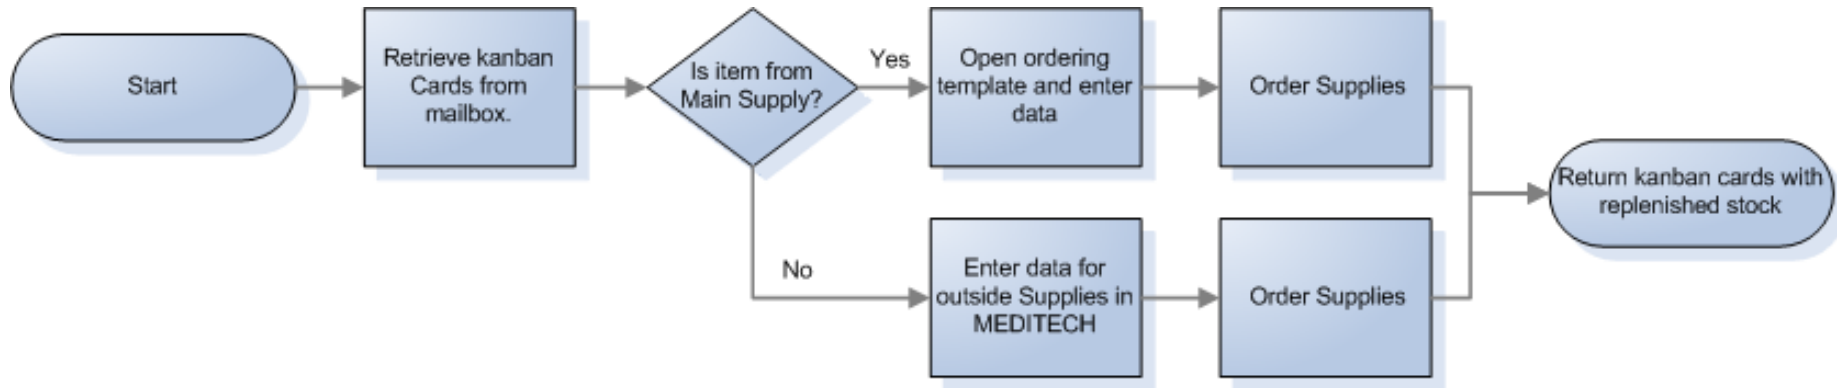 Start
Retrieve kanban
Cards from
mailbox.
Is item from
Main Supply?
Yes
Open ordering
template and enter
data
Order Supplies
No
Enter data for
outside Supplies in
MEDITECH
Order Supplies
Return kanban cards with
replenished stock